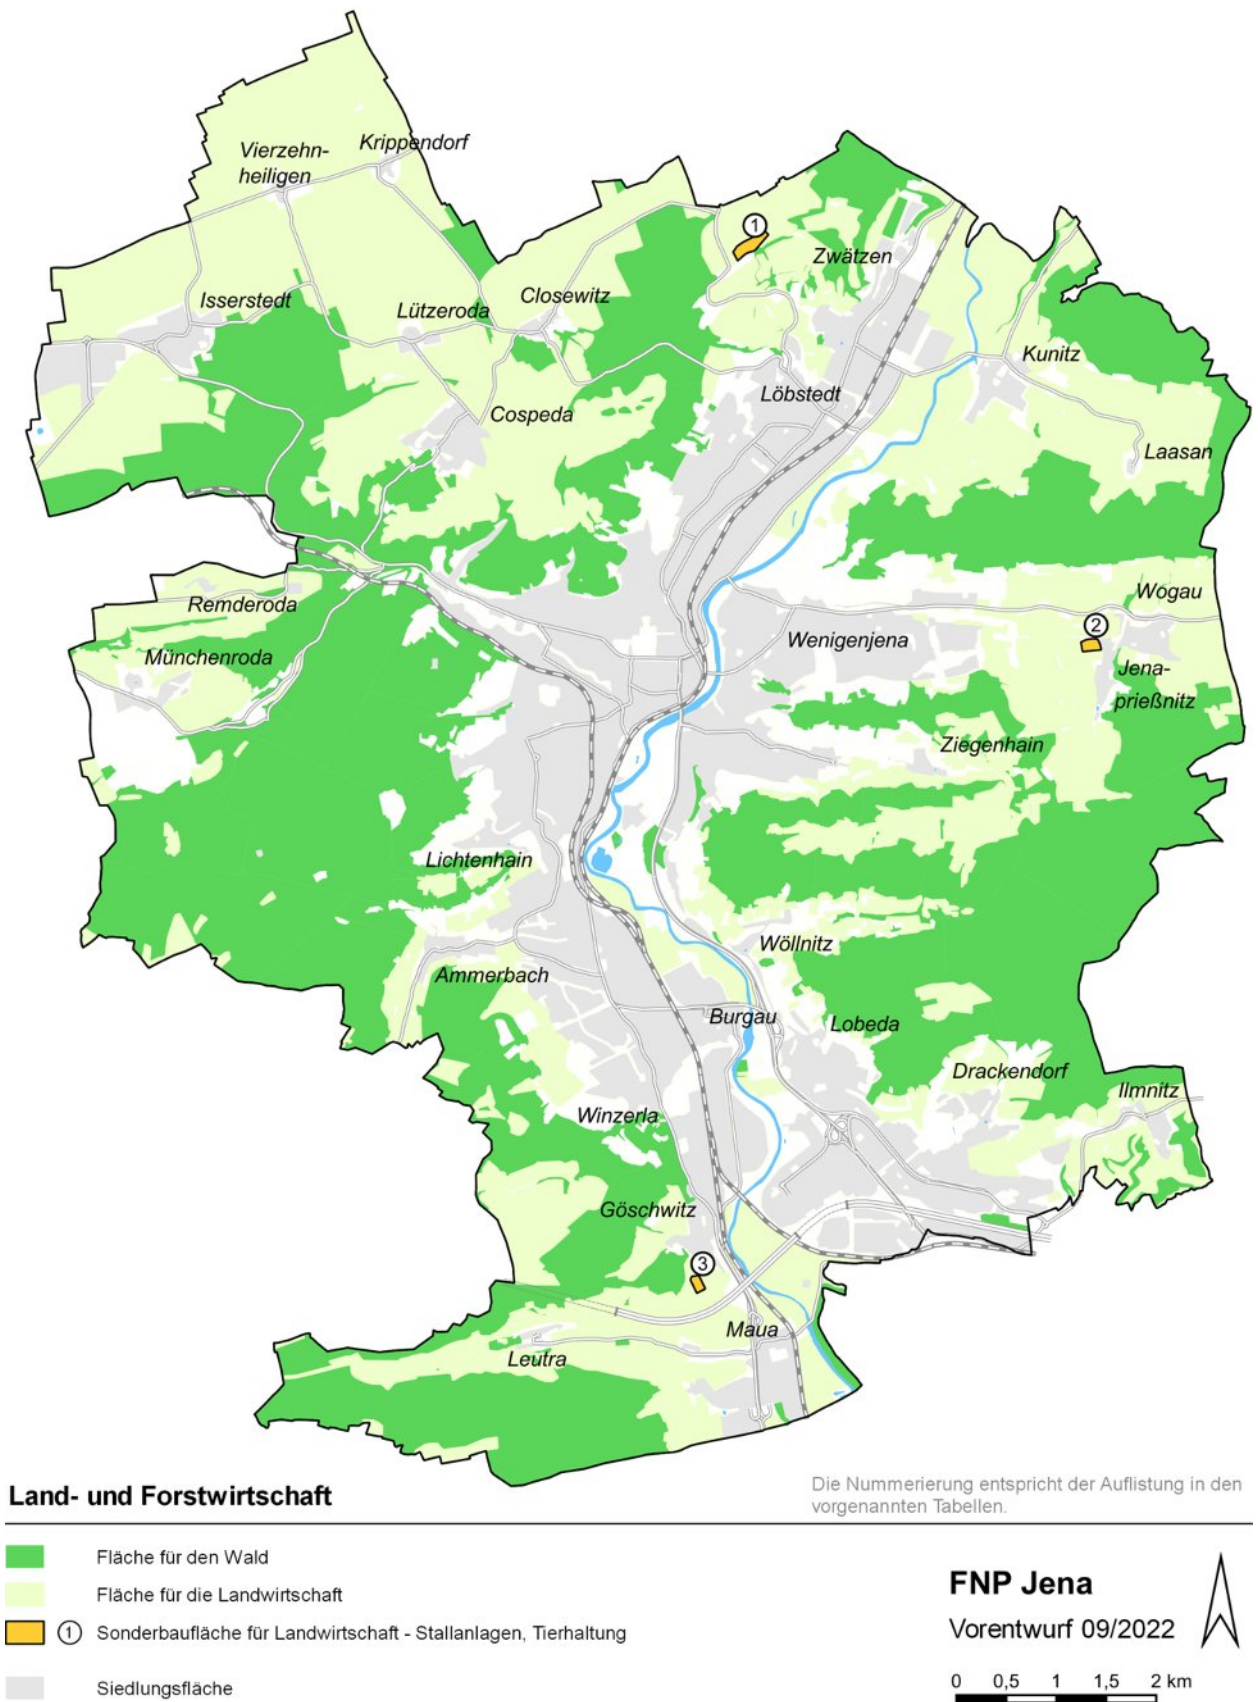 Krippendorf
Vierzehn-
heiligen
1
Zwätzen
Isserstedt
Closewitz
Lützeroda
Kunitz
Löbstedt
Cospeda
Laasan
Wogau
Remderoda
2
Wenigenjena
Münchenroda
Jena-
prießnitz
Ziegenhain
Lichtenhain
Wöllnitz
Ammerbach
Burgau
Lobeda
Drackendorf
Ilmnitz
Winzerla
Göschwitz
3
Maua
Leutra
Land- und Forstwirtschaft
Die Nummerierung entspricht der Auflistung in den
vorgenannten Tabellen.
Fläche für den Wald
Fläche für die Landwirtschaft
1 Sonderbaufläche für Landwirtschaft - Stallanlagen, Tierhaltung
Siedlungsfläche
FNP Jena
Vorentwurf 09/2022
0 0,5 1 1,5 2 km